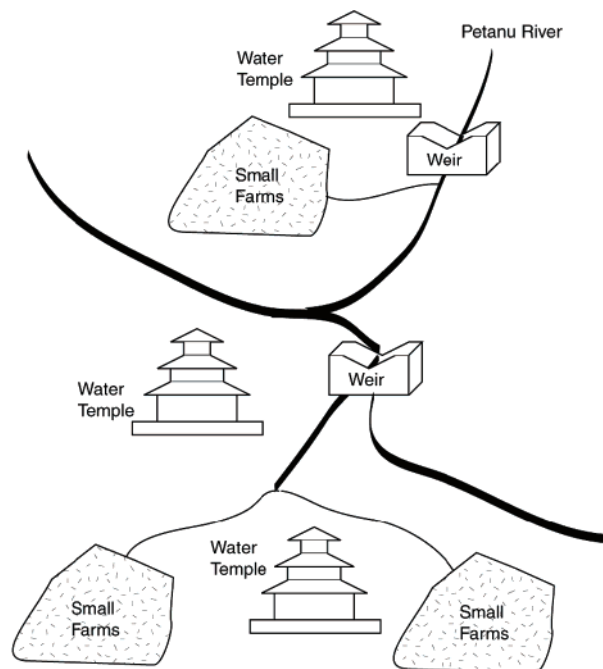 Petanu River
Water
Temple
Weir
Small
Farms
Water
Temple
Weir
Water
Temple
Small
Farms
Small
Farms